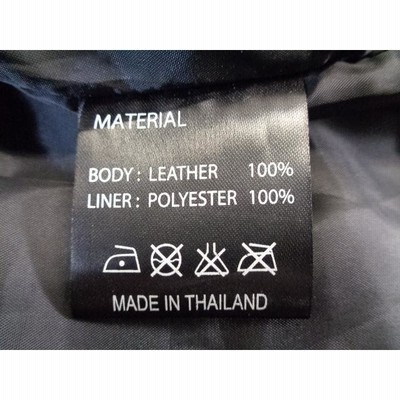 MATERIAL
BODY: LEATHER 100%
LINER: POLYESTER 100%
MADE IN THAILAND